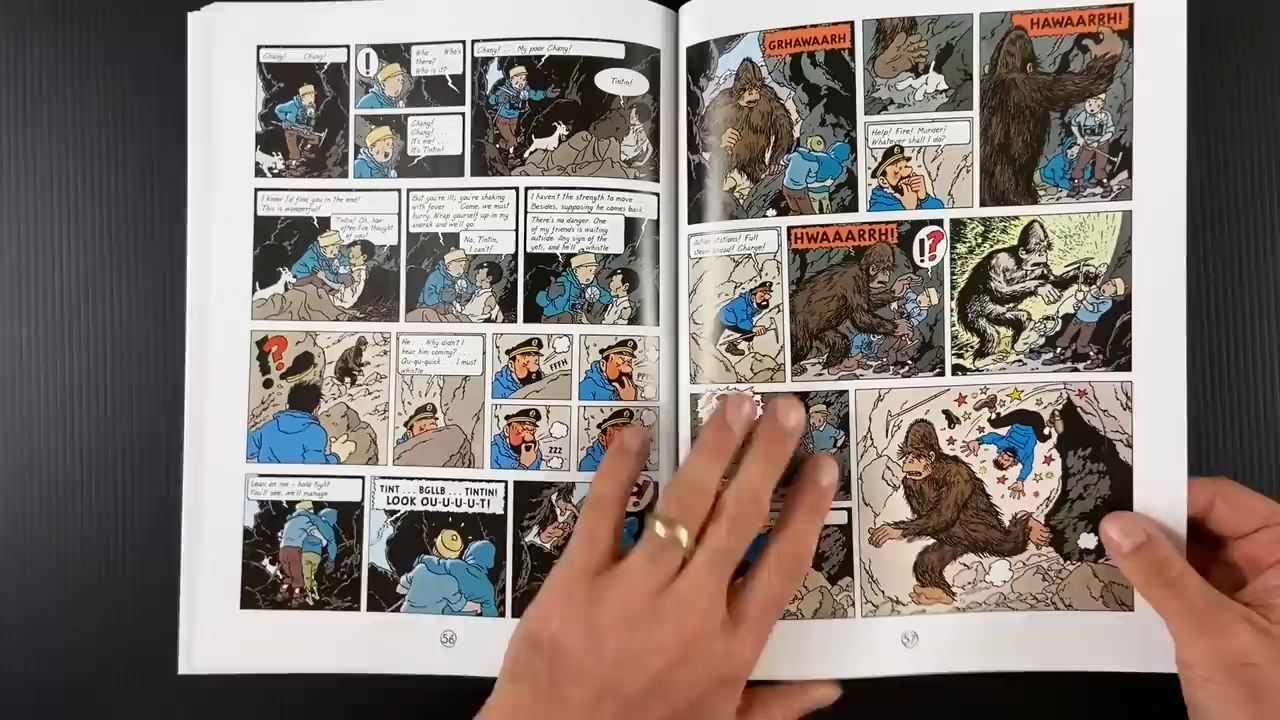 Chang! Chang!
!
Who... Who's
there?
Who is it?
Chang!
Chang!...
It's me!...
It's Tintin!
Chang!... My poor Chang!
Tintin!
I knew I'd find you in the end!...
This is wonderful!
Tintin! Oh, how
often I've thought
of you!
But you're ill, you're shaking
with fever... Come, we must
hurry. Wrap yourself up in my
anorak and we'll go.
No, Tintin,
I can't.
I haven't the strength to move...
Besides, supposing he comes back
There's no danger. One
of my friends is waiting
outside. Any sign of the
yeti, and he'll whistle.
!?
He... Why didn't I
hear him coming?...
Qu-qu-quick... I must
whistle...
FFFH
ZZZ
Lean on me - hold tight
You'll see, we'll manage
TINT... BGLLB... TINTIN!
LOOK OU-U-U-U-T!
56
GRHAWAARH
HAWAARRH!
Help! Fire! Murder!
Whatever shall I do?
Action stations! Full
steam ahead! Charge!
HWAAARRH!
!?
57